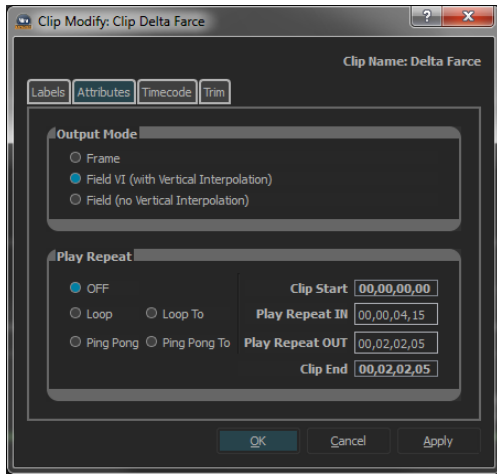 Clip Modify: Clip Delta Farce ? x
Clip Name: Delta Farce
Labels Attributes Timecode Trim
Output Mode
Frame
Field VI (with Vertical Interpolation)
Field (no Vertical Interpolation)
Play Repeat
OFF Clip Start 00,00,00,00
Loop Loop To Play Repeat IN 00,00,04,15
Ping Pong Ping Pong To Play Repeat OUT 00,02,02,05
Clip End 00,02,02,05
OK Cancel Apply